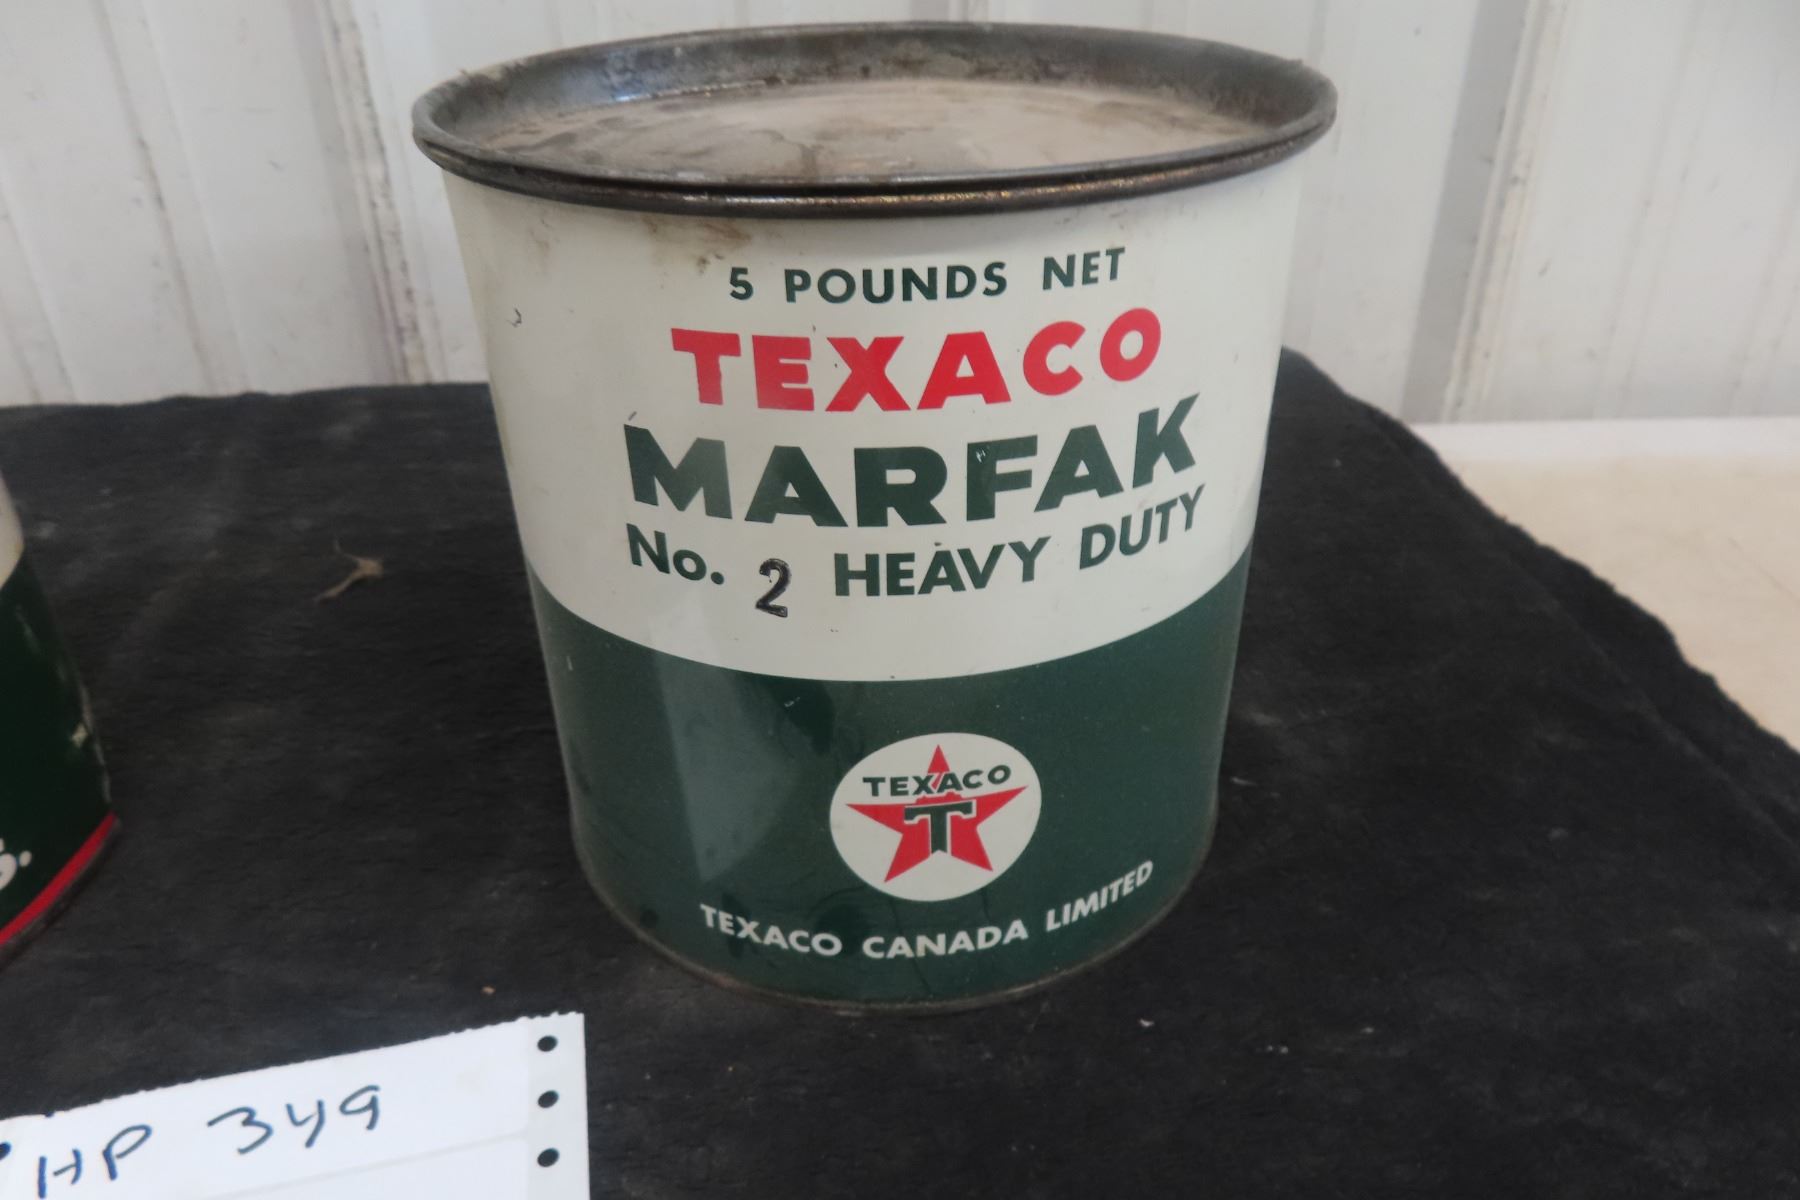 5 POUNDS NET
TEXACO
MARFAK
No. 2 HEAVY DUTY
TEXACO
T
TEXACO CANADA LIMITED
S.
HP 349